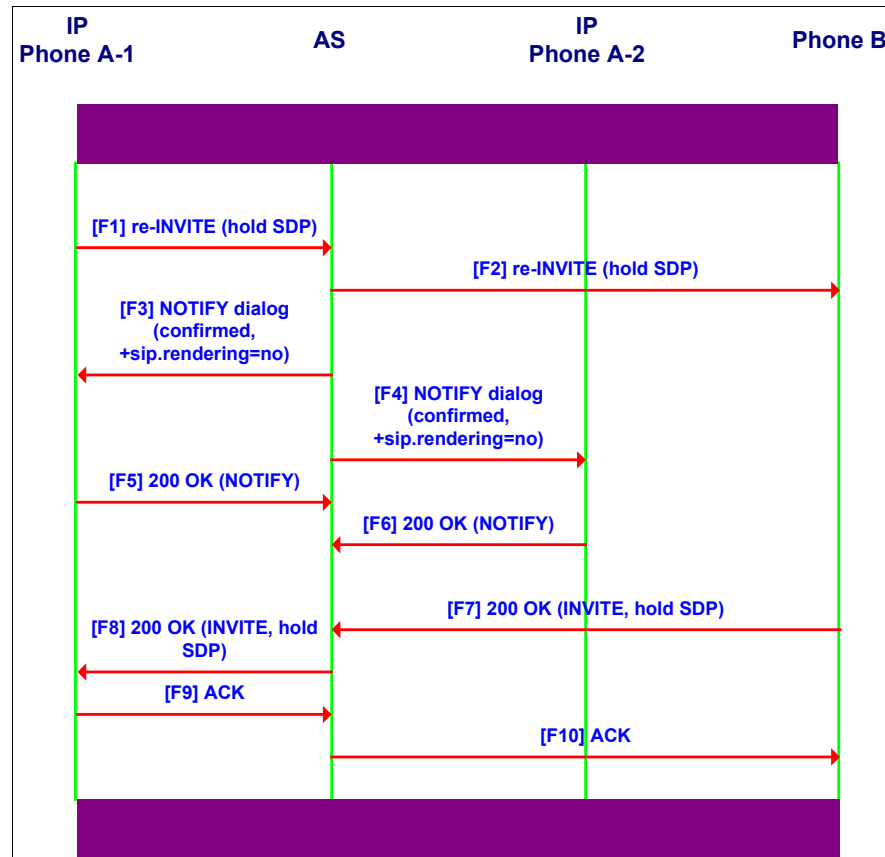 IP
Phone A-1
AS
IP
Phone A-2
Phone B
[F1] re-INVITE (hold SDP)
[F2] re-INVITE (hold SDP)
[F3] NOTIFY dialog
(confirmed,
+sip.rendering=no)
[F4] NOTIFY dialog
(confirmed,
+sip.rendering=no)
[F5] 200 OK (NOTIFY)
[F6] 200 OK (NOTIFY)
[F7] 200 OK (INVITE, hold SDP)
[F8] 200 OK (INVITE, hold
SDP)
[F9] ACK
[F10] ACK